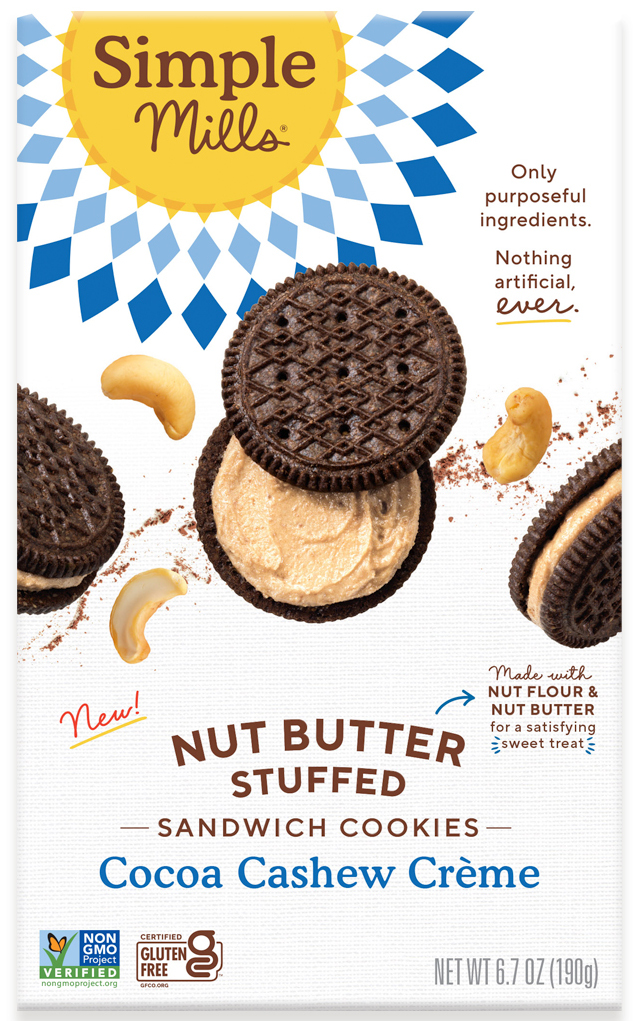 Simple
Mills®
Only
purposeful
ingredients.
Nothing
artificial,
ever.
New!
Made with
NUT FLOUR &
NUT BUTTER
for a satisfying
sweet treat
NUT BUTTER
STUFFED
SANDWICH COOKIES
Cocoa Cashew Crème
NON
GMO
Project
VERIFIED
nongmoproject.org
CERTIFIED
GLUTEN
FREE
GFCO.ORG
NET WT 6.7 OZ (190g)